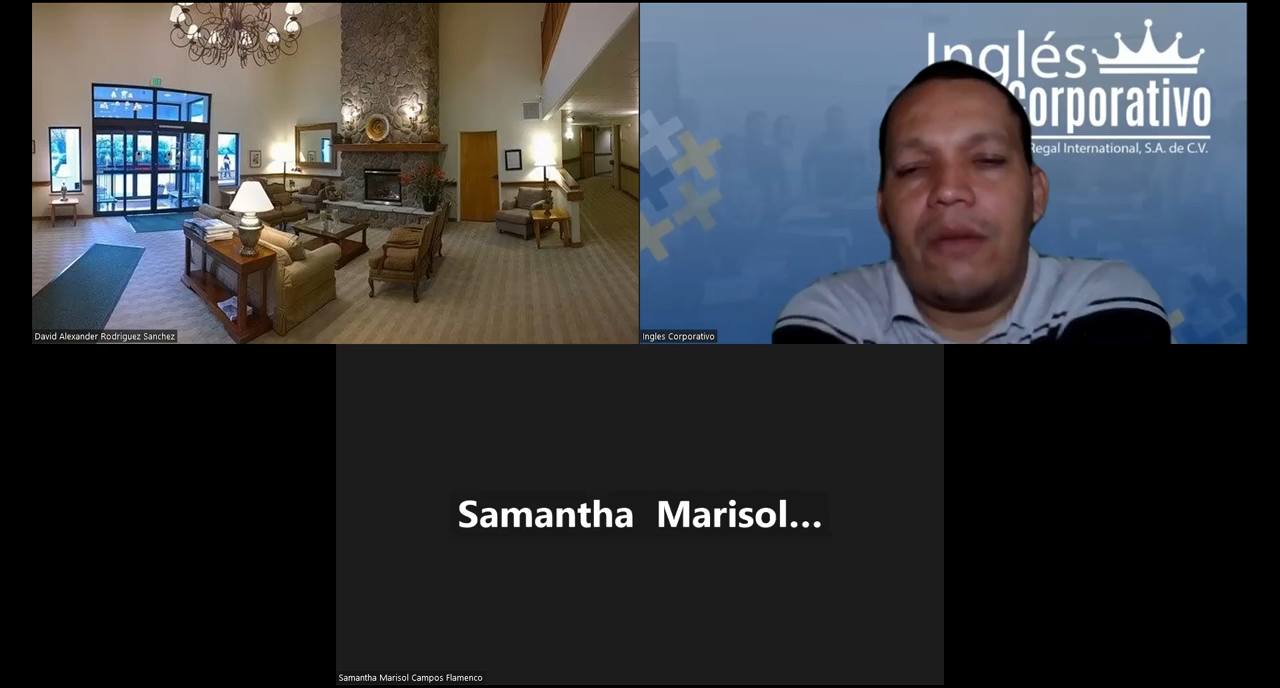 Inglés
Corporativo
Regal International, S.A. de C.V.
David Alexander Rodriguez Sanchez
Ingles Corporativo
Samantha Marisol...
Samantha Marisol Campos Flamenco